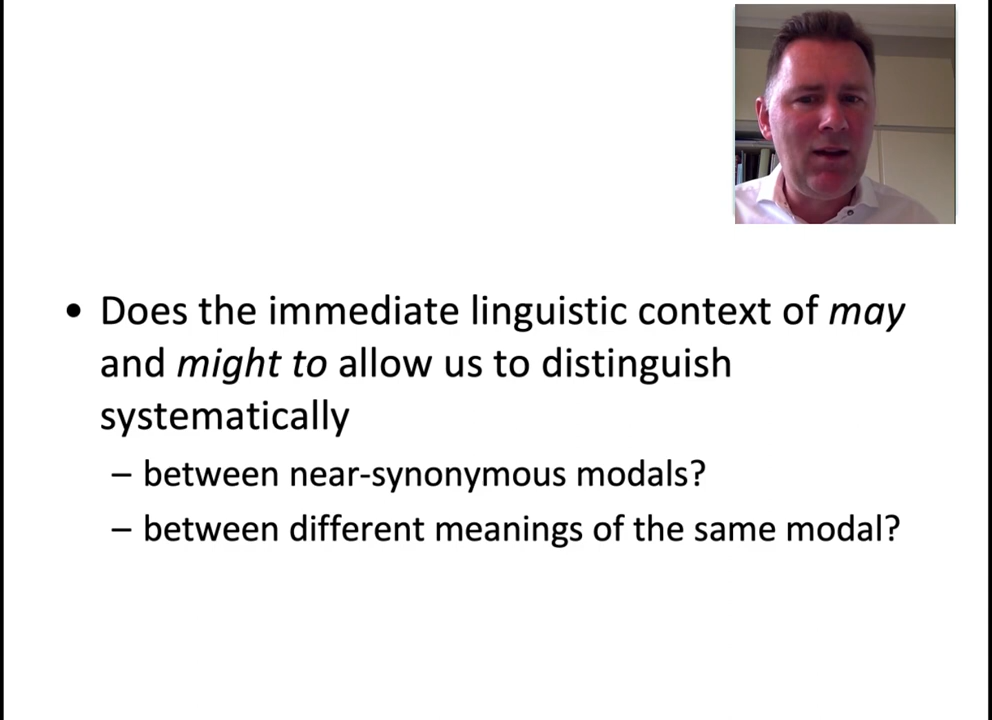 • Does the immediate linguistic context of may
and might to allow us to distinguish
systematically
– between near-synonymous modals?
– between different meanings of the same modal?